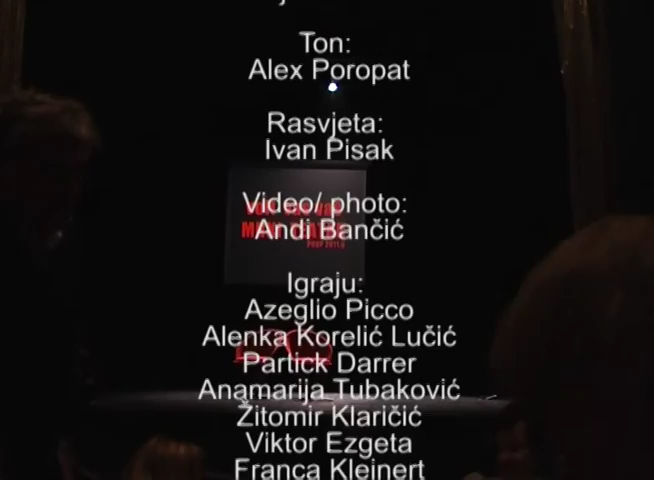 Ton:
Alex Poropat
Rasvjeta:
Ivan Pisak
Video/ photo:
Andi Bančić
Igraju:
Azeglio Picco
Alenka Korelić Lučić
Partick Darrer
Anamarija Tubaković
Žitomir Klaričić
Viktor Ezgeta
Franca Kleinert